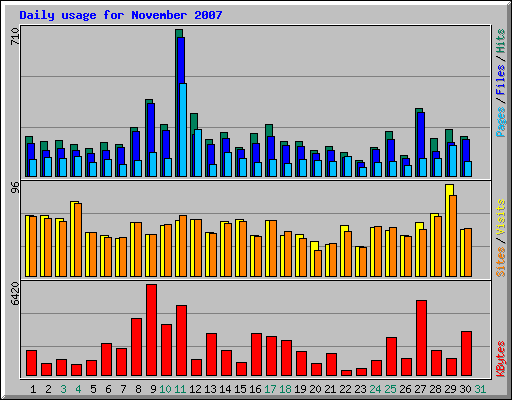 Daily usage for November 2007
710
Pages / Files / Hits
96
Sites / Visits
6420
KBytes
1 2 3 4 5 6 7 8 9 10 11 12 13 14 15 16 17 18 19 20 21 22 23 24 25 26 27 28 29 30 31